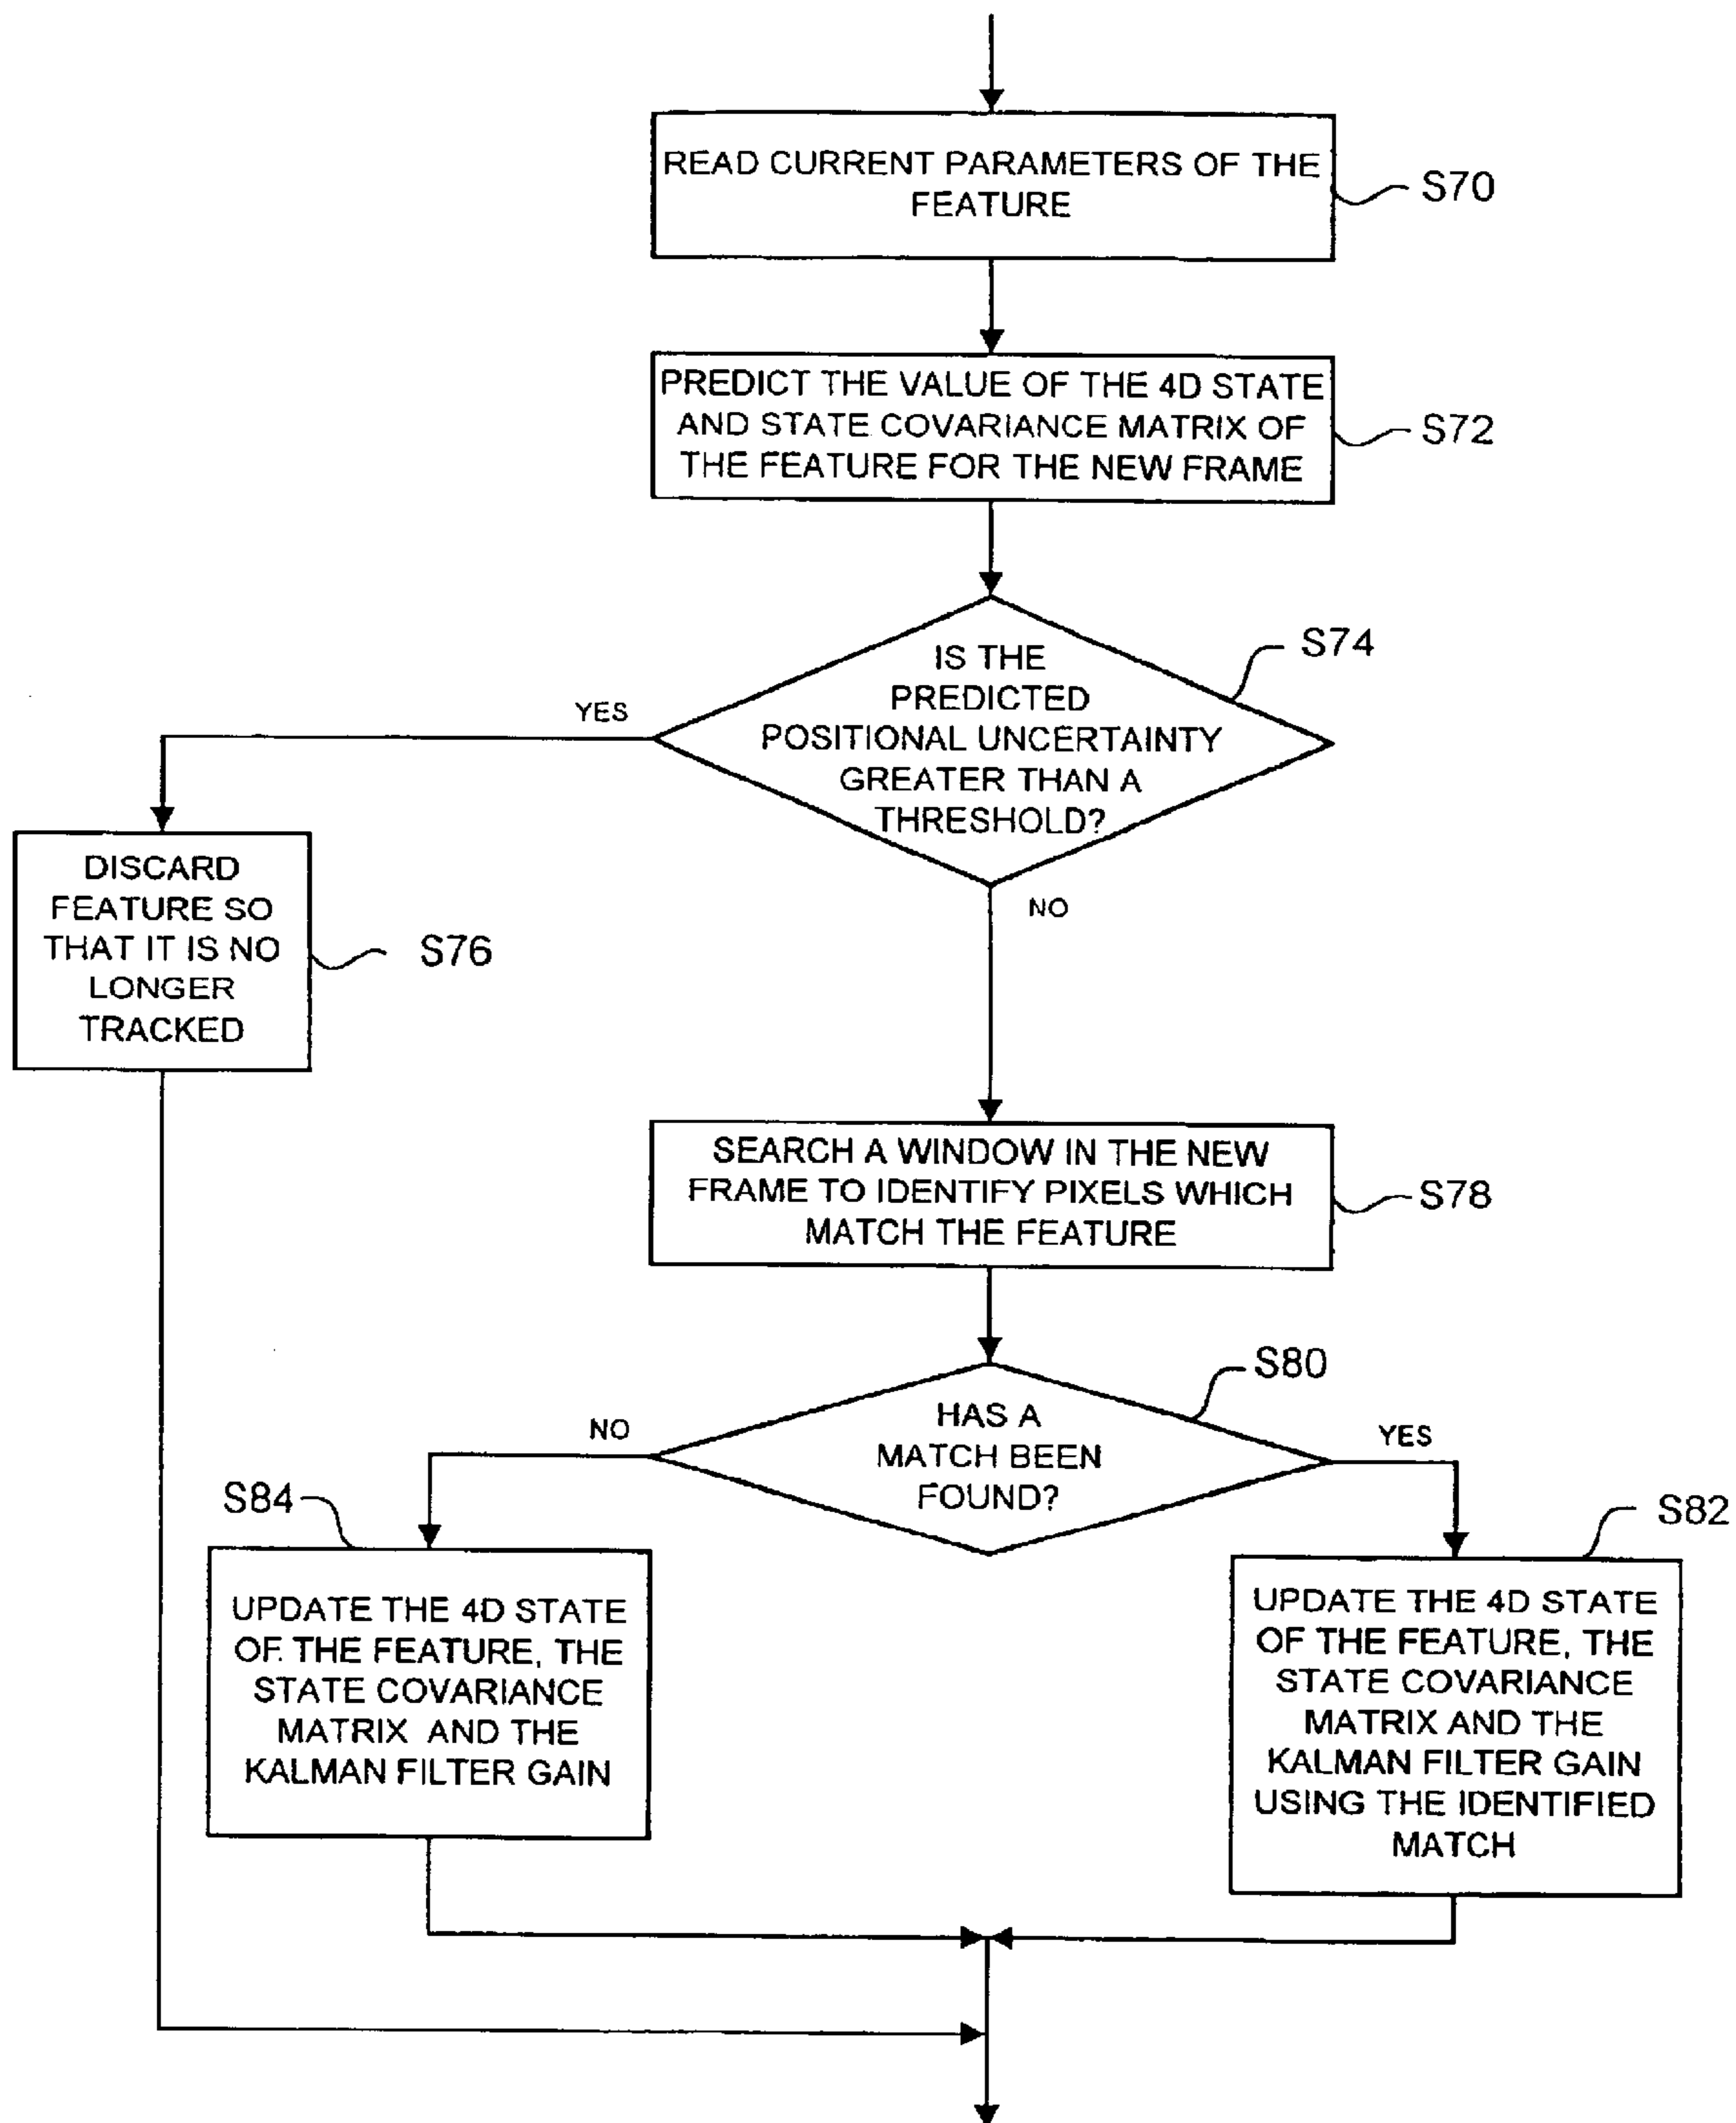 READ CURRENT PARAMETERS OF THE
FEATURE
S70
PREDICT THE VALUE OF THE 4D STATE
AND STATE COVARIANCE MATRIX OF
THE FEATURE FOR THE NEW FRAME
S72
IS THE
PREDICTED
POSITIONAL UNCERTAINTY
GREATER THAN A
THRESHOLD?
S74
YES
NO
DISCARD
FEATURE SO
THAT IT IS NO
LONGER
TRACKED
S76
SEARCH A WINDOW IN THE NEW
FRAME TO IDENTIFY PIXELS WHICH
MATCH THE FEATURE
S78
HAS A
MATCH BEEN
FOUND?
S80
NO
YES
S84
UPDATE THE 4D STATE
OF THE FEATURE, THE
STATE COVARIANCE
MATRIX AND THE
KALMAN FILTER GAIN
S82
UPDATE THE 4D STATE
OF THE FEATURE, THE
STATE COVARIANCE
MATRIX AND THE
KALMAN FILTER GAIN
USING THE IDENTIFIED
MATCH